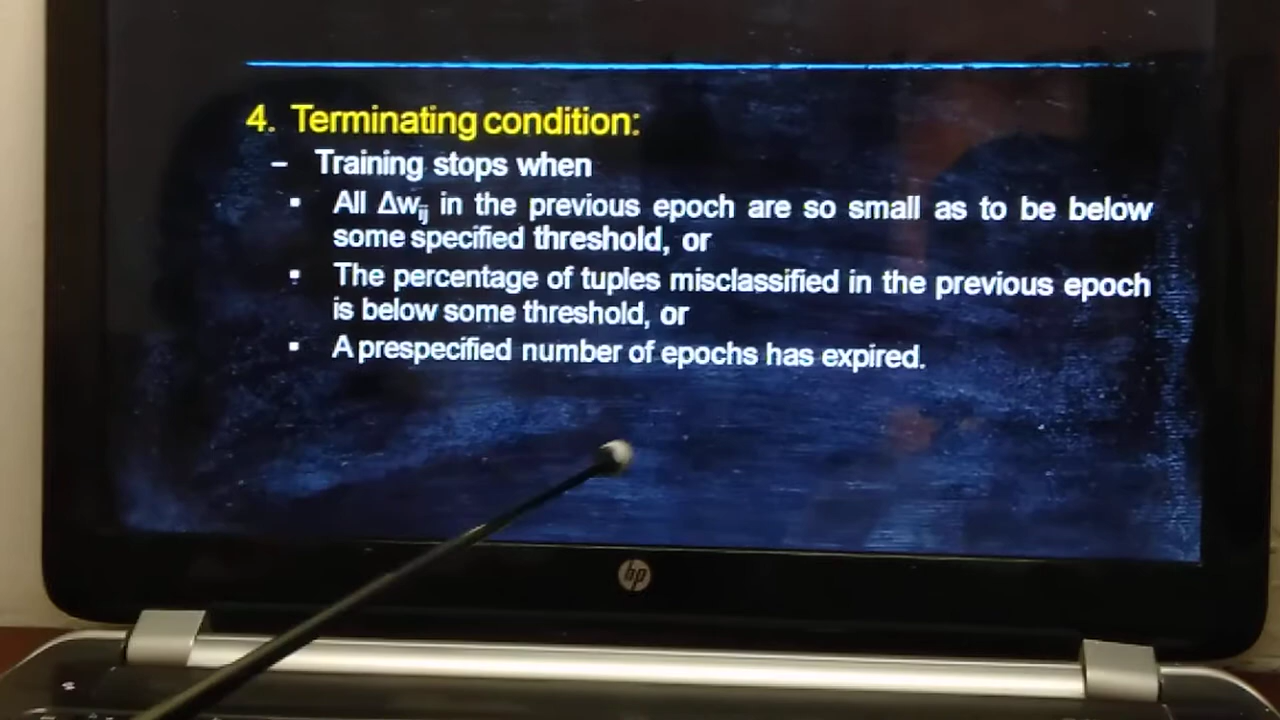 4. Terminating condition:
– Training stops when
▪ All Δwij in the previous epoch are so small as to be below
some specified threshold, or
▪ The percentage of tuples misclassified in the previous epoch
is below some threshold, or
▪ A prespecified number of epochs has expired.
hp